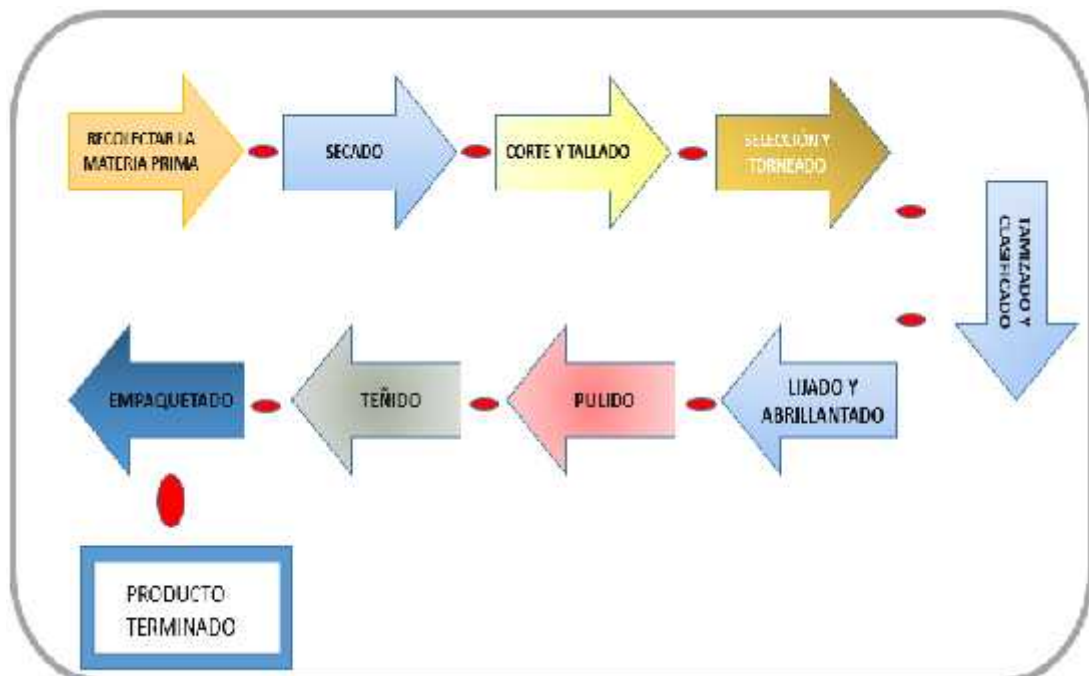 RECOLECTAR LA
MATERIA PRIMA
SECADO
CORTE Y TALLADO
SELECCIÓN Y
TORNEADO
TAMIZADO Y
CLASIFICADO
LIJADO Y
ABRILLANTADO
PULIDO
TEÑIDO
EMPAQUETADO
PRODUCTO
TERMINADO